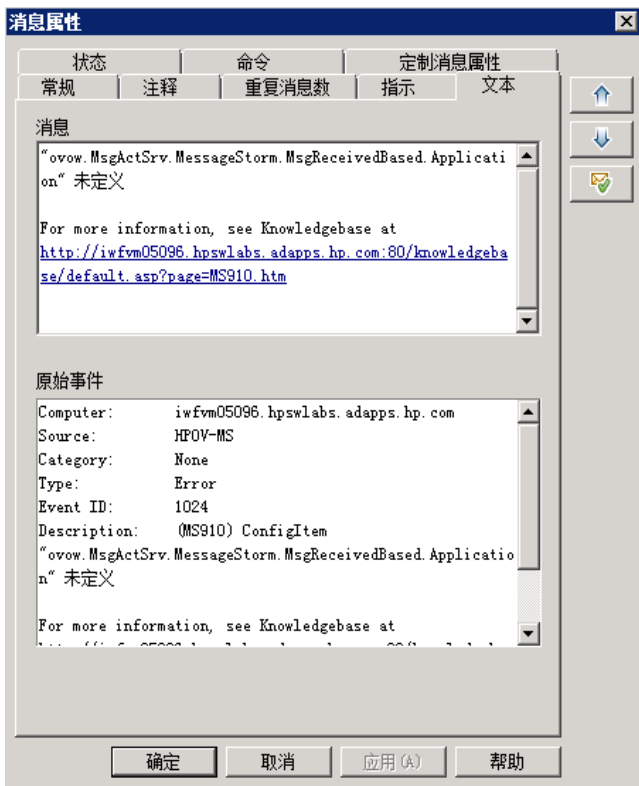 消息属性
状态 命令 定制消息属性
常规 注释 重复消息数 指示 文本
消息
"ovow.MsgActSrv.MessageStorm.MsgReceivedBased.Applicati
on" 未定义
For more information, see Knowledgebase at
http://iwfvm05096.hpswlabs.adapps.hp.com:80/knowledgeba
se/default.asp?page=MS910.htm
原始事件
Computer: iwfvm05096.hpswlabs.adapps.hp.com
Source: HPOV-MS
Category: None
Type: Error
Event ID: 1024
Description: (MS910) ConfigItem
"ovow.MsgActSrv.MessageStorm.MsgReceivedBased.Applicatio
n" 未定义
For more information, see Knowledgebase at
确定 取消 应用(A) 帮助